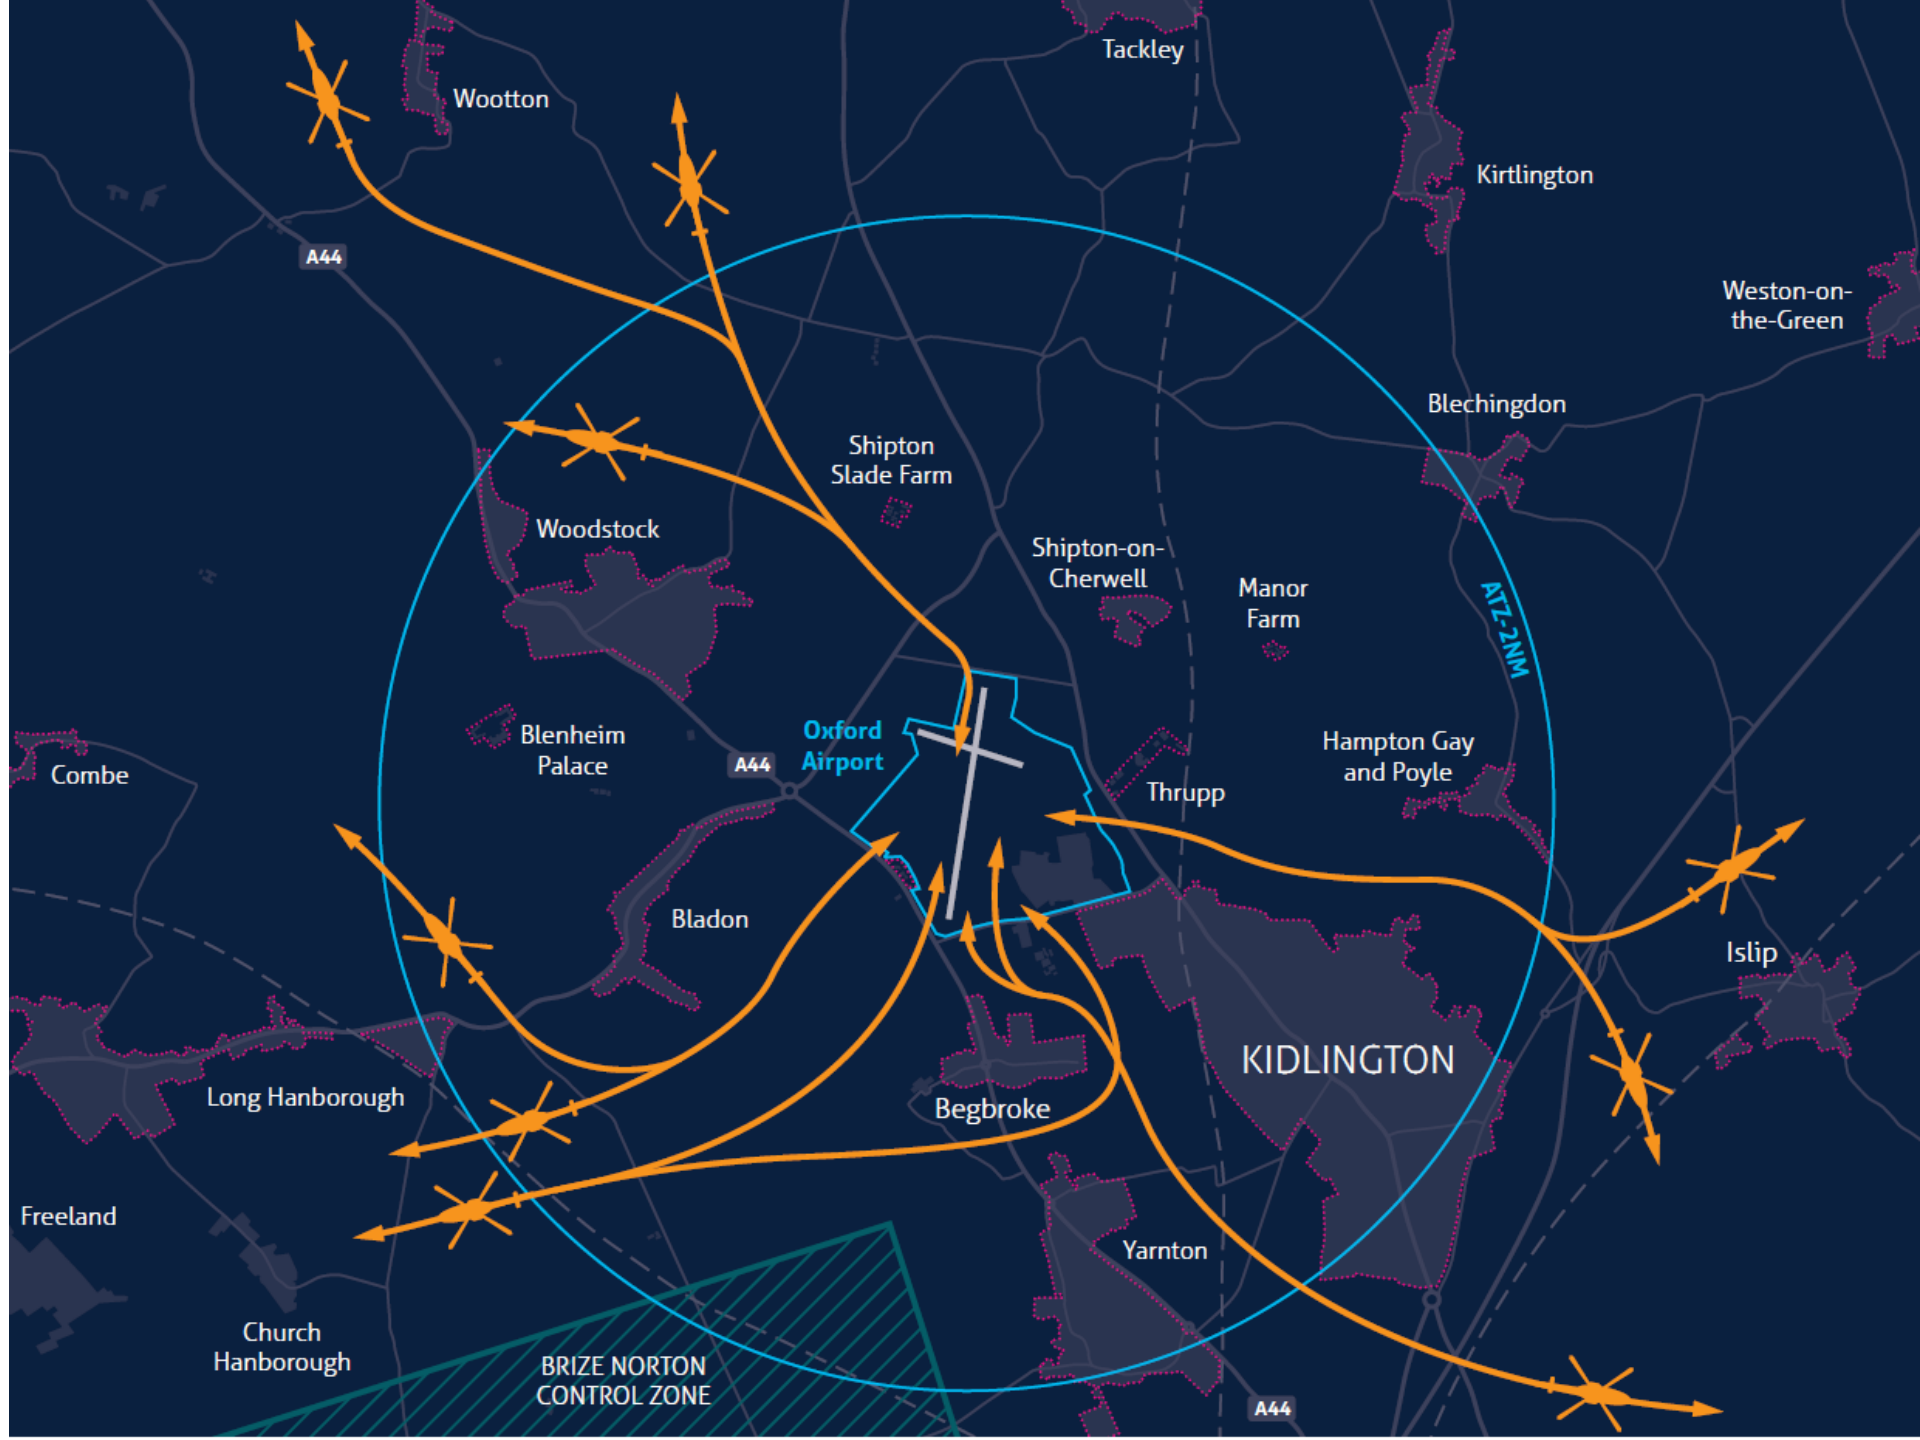 Tackley
Wootton
Kirtlington
A44
Weston-on-
the-Green
Blechingdon
Shipton
Slade Farm
Woodstock
Shipton-on-
Cherwell
Manor
Farm
ATZ-2NM
Oxford
Airport
Blenheim
Palace
A44
Combe
Thrupp
Hampton Gay
and Poyle
Bladon
Islip
KIDLINGTON
Long Hanborough
Begbroke
Freeland
Yarnton
Church
Hanborough
BRIZE NORTON
CONTROL ZONE
A44